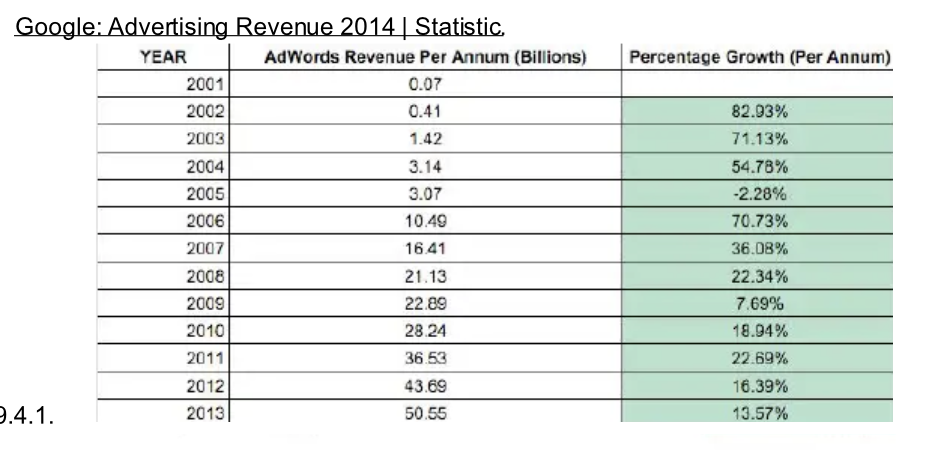 Google: Advertising Revenue 2014 | Statistic.
YEAR AdWords Revenue Per Annum (Billions) Percentage Growth (Per Annum)
2001 0.07
2002 0.41 82.93%
2003 1.42 71.13%
2004 3.14 54.78%
2005 3.07 -2.28%
2006 10.49 70.73%
2007 16.41 36.08%
2008 21.13 22.34%
2009 22.89 7.69%
2010 28.24 18.94%
2011 36.53 22.69%
2012 43.69 16.39%
2013 50.55 13.57%
9.4.1.